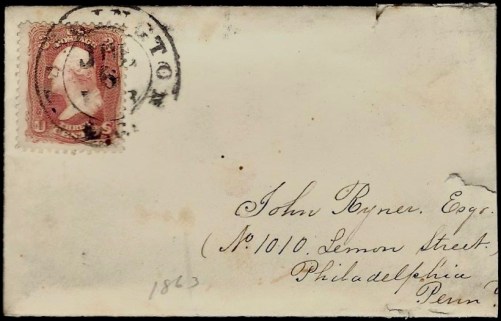 John Ryner. Esqr.
(No. 1010. Lemon Street.
Philadelphia
Penn
1863